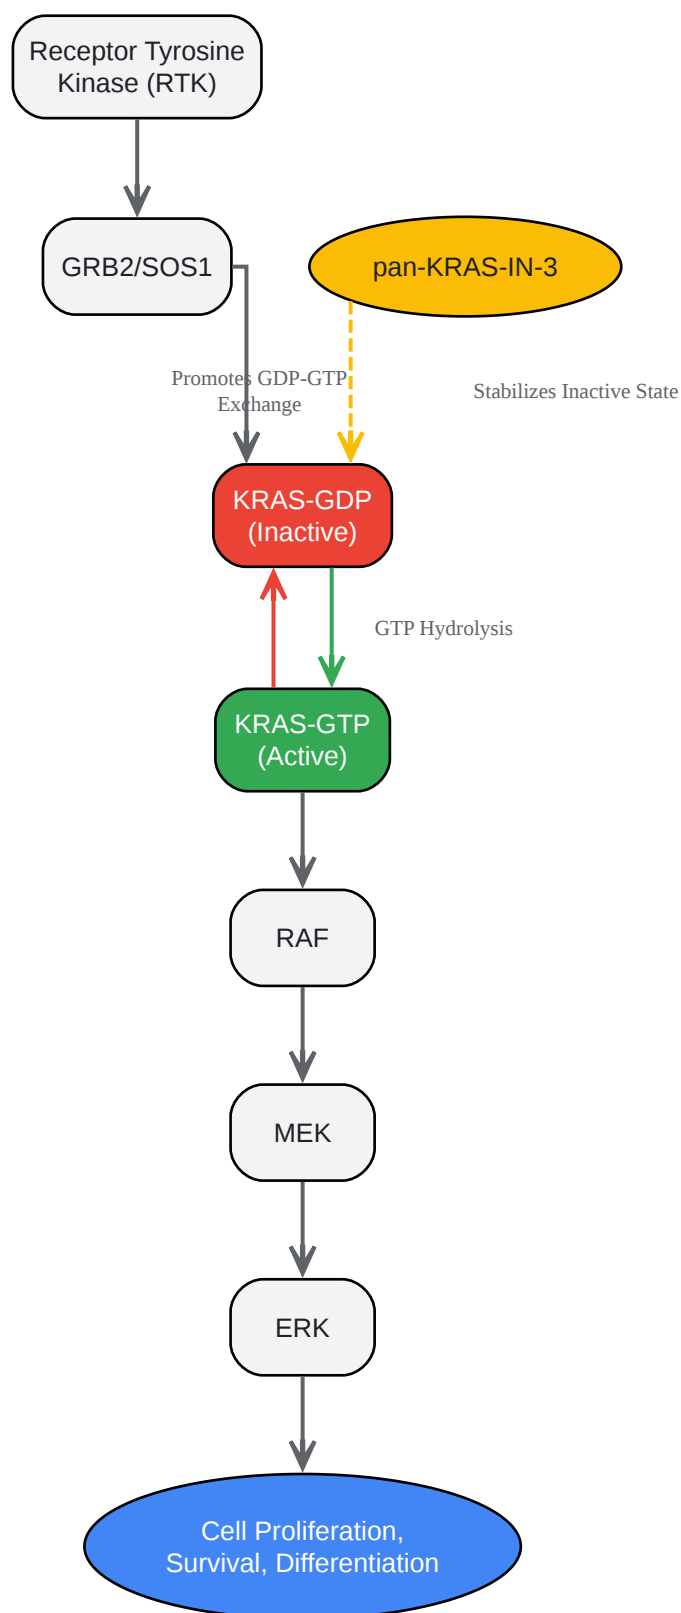 Receptor Tyrosine
Kinase (RTK)
GRB2/SOS1
pan-KRAS-IN-3
Promotes GDP-GTP
Exchange
Stabilizes Inactive State
KRAS-GDP
(Inactive)
GTP Hydrolysis
KRAS-GTP
(Active)
RAF
MEK
ERK
Cell Proliferation,
Survival, Differentiation